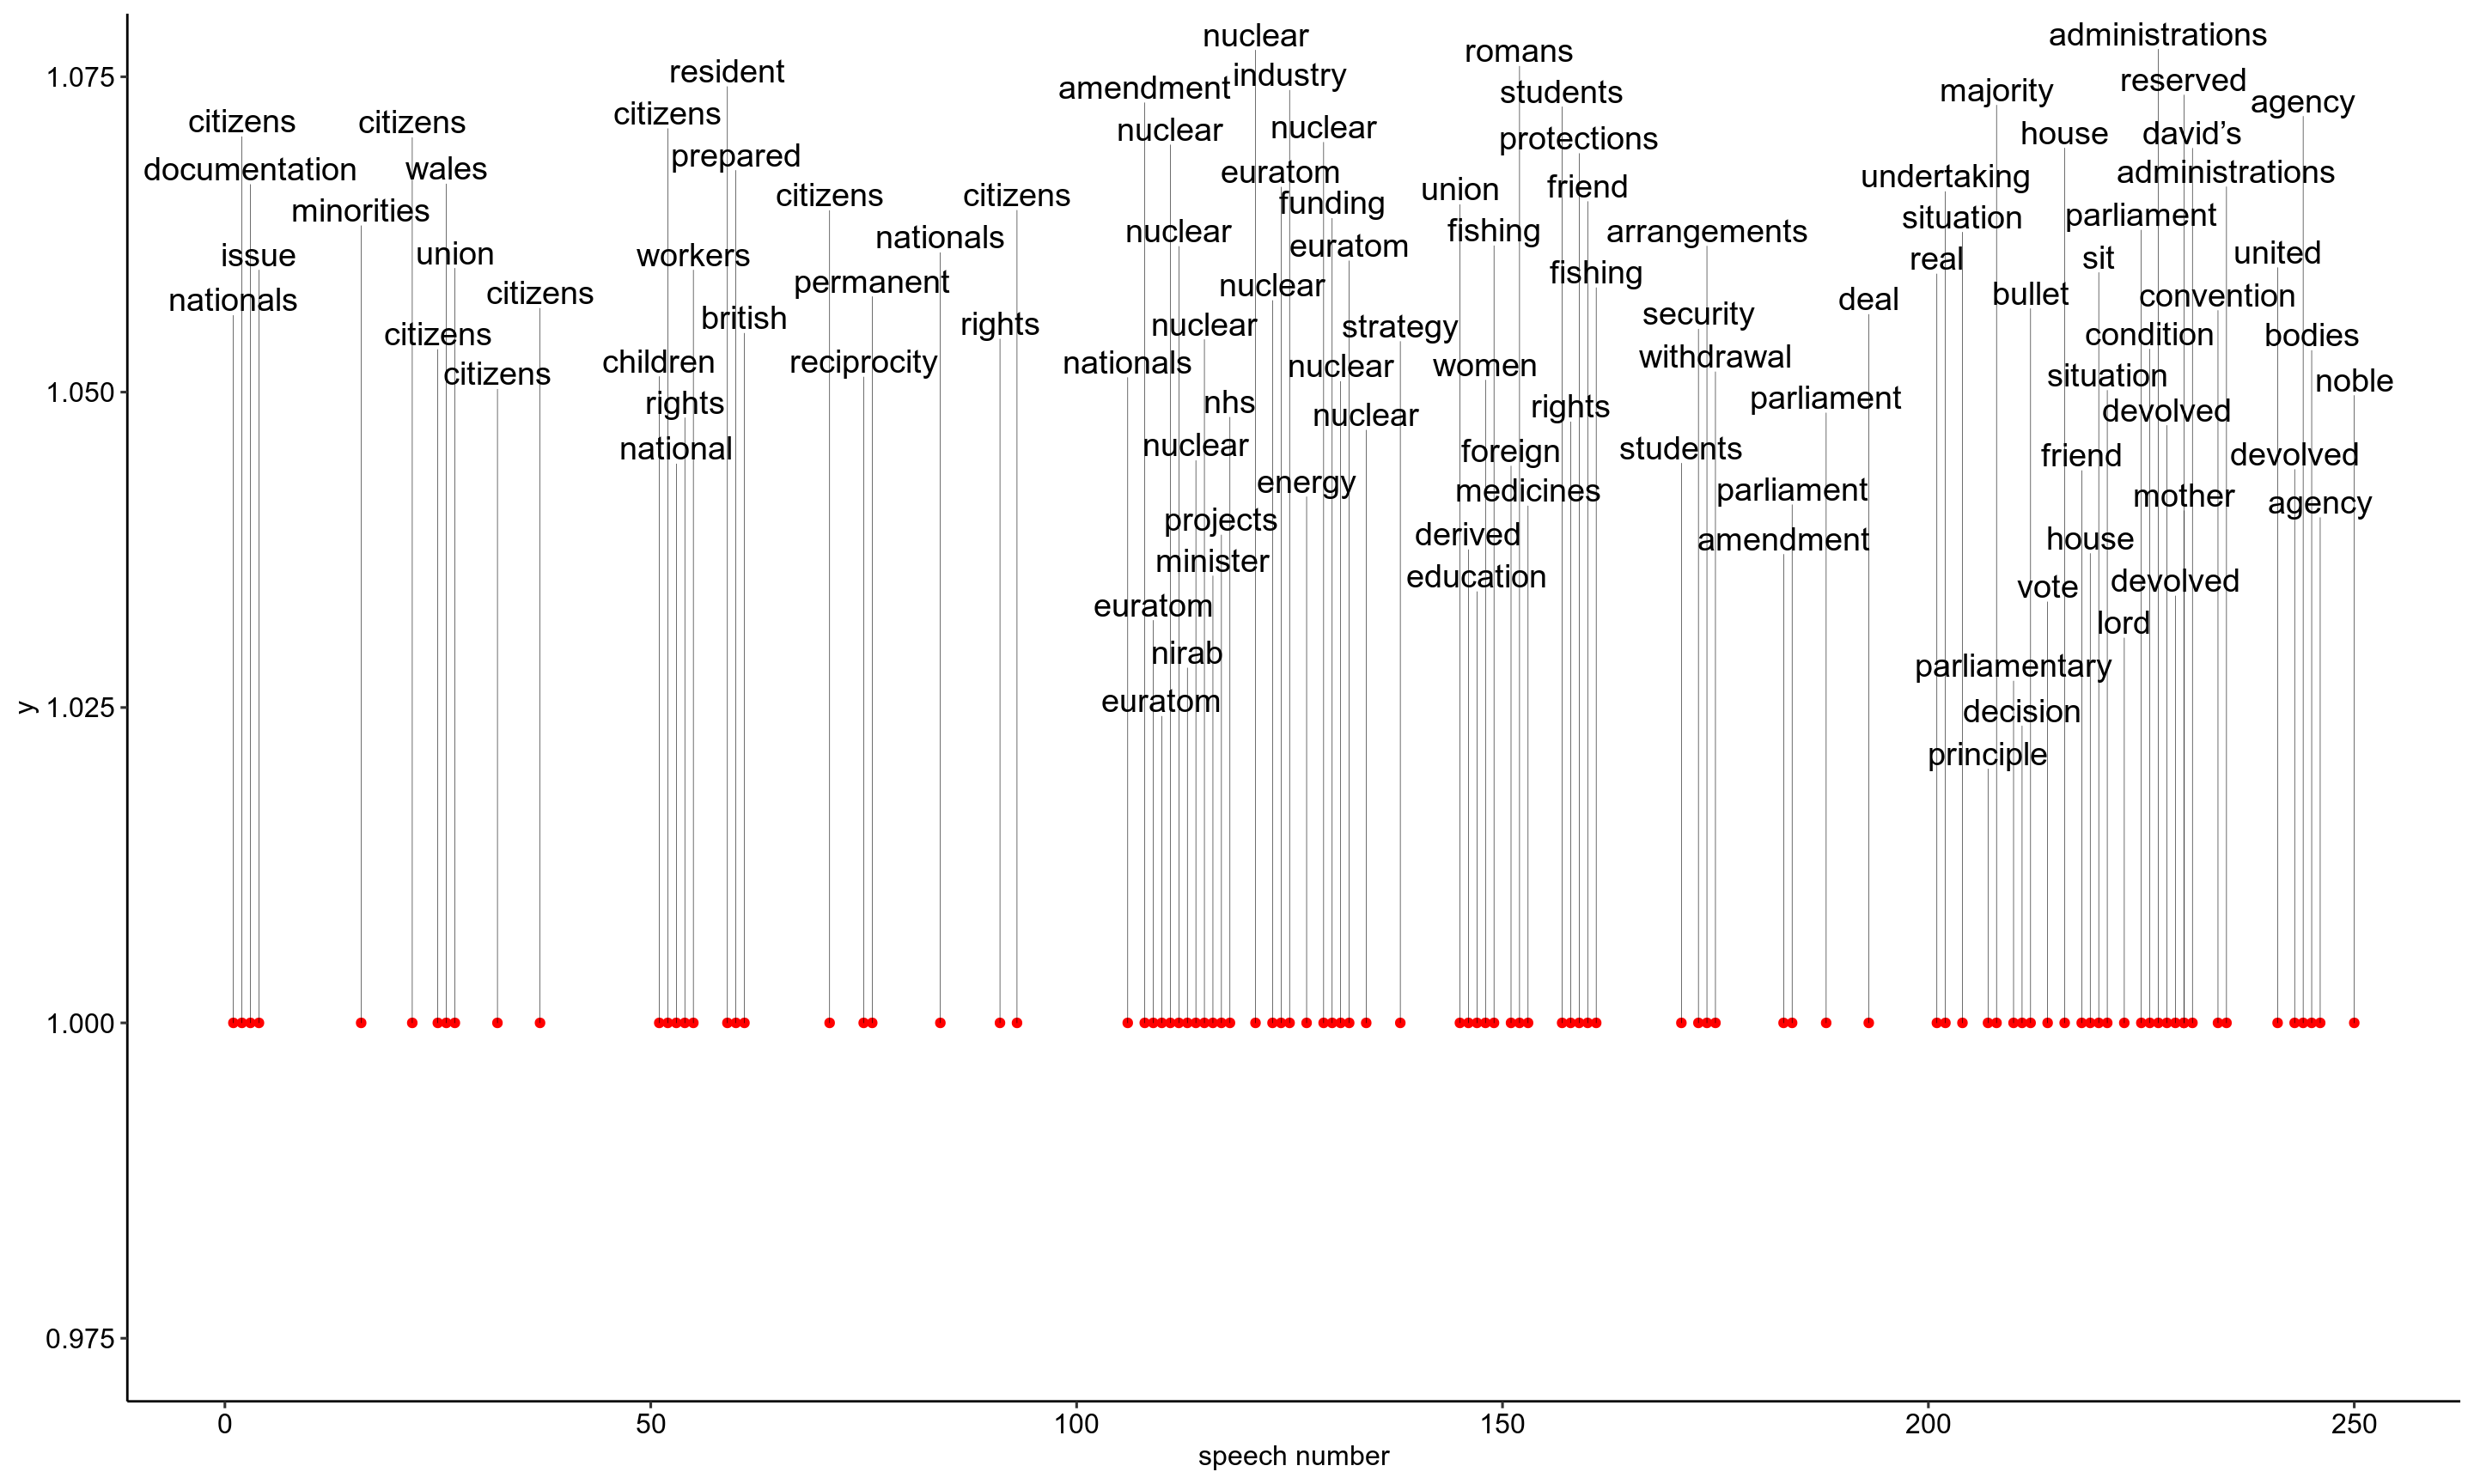 nuclear
administrations
romans
resident
industry
1.075
reserved
amendment
majority
students
agency
citizens
citizens
citizens
nuclear
nuclear
house
david’s
protections
prepared
documentation
wales
euratom
administrations
undertaking
friend
union
citizens
citizens
funding
minorities
parliament
situation
fishing
nuclear
arrangements
nationals
euratom
united
union
issue
workers
sit
real
fishing
permanent
nuclear
citizens
bullet
convention
nationals
deal
security
british
nuclear
rights
strategy
citizens
condition
bodies
withdrawal
children
reciprocity
nationals
nuclear
women
citizens
situation
noble
1.050
parliament
nhs
rights
rights
devolved
nuclear
nuclear
national
students
foreign
friend
devolved
energy
parliament
medicines
mother
agency
projects
derived
amendment
house
minister
education
devolved
vote
euratom
lord
nirab
parliamentary
euratom
1.025
y
decision
principle
1.000
0.975
0
50
100
150
200
250
speech number